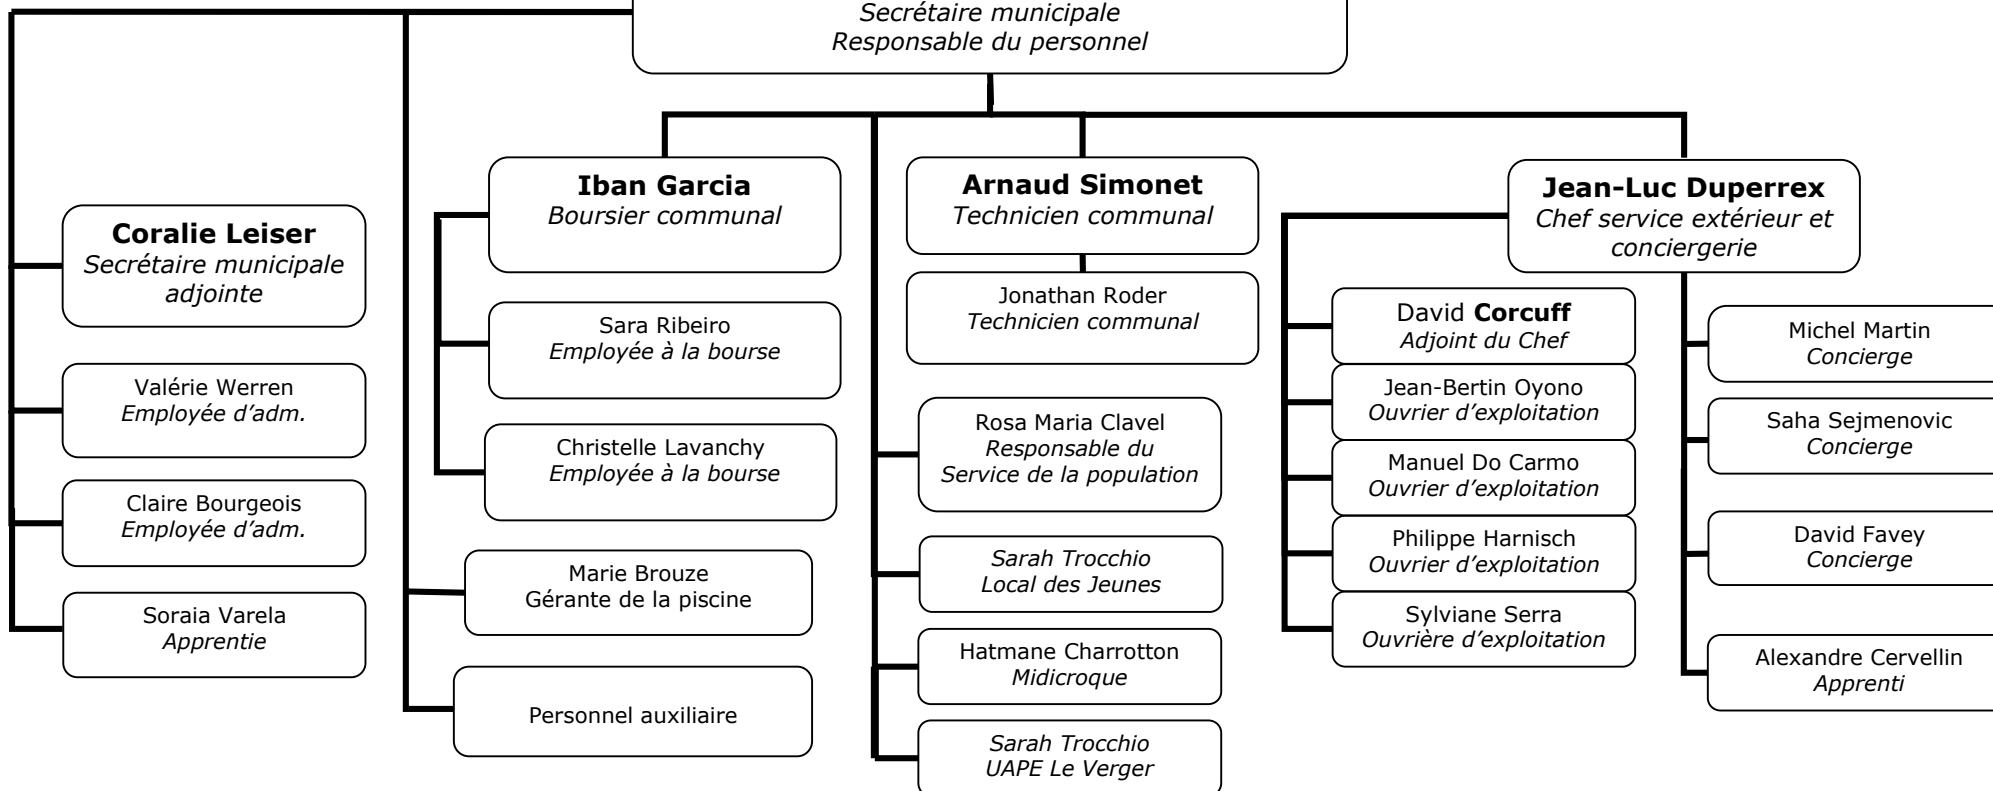 Secrétaire municipale
Responsable du personnel
Coralie Leiser
Secrétaire municipale
adjointe
Valérie Werren
Employée d’adm.
Claire Bourgeois
Employée d’adm.
Soraia Varela
Apprentie
Iban Garcia
Boursier communal
Sara Ribeiro
Employée à la bourse
Christelle Lavanchy
Employée à la bourse
Marie Brouze
Gérante de la piscine
Personnel auxiliaire
Arnaud Simonet
Technicien communal
Jonathan Roder
Technicien communal
Rosa Maria Clavel
Responsable du
Service de la population
Sarah Trocchio
Local des Jeunes
Hatmane Charrotton
Midicroque
Sarah Trocchio
UAPE Le Verger
Jean-Luc Duperrex
Chef service extérieur et
conciergerie
David Corcuff
Adjoint du Chef
Jean-Bertin Oyono
Ouvrier d’exploitation
Manuel Do Carmo
Ouvrier d’exploitation
Philippe Harnisch
Ouvrier d’exploitation
Sylviane Serra
Ouvrière d’exploitation
Michel Martin
Concierge
Saha Sejmenovic
Concierge
David Favey
Concierge
Alexandre Cervellin
Apprenti